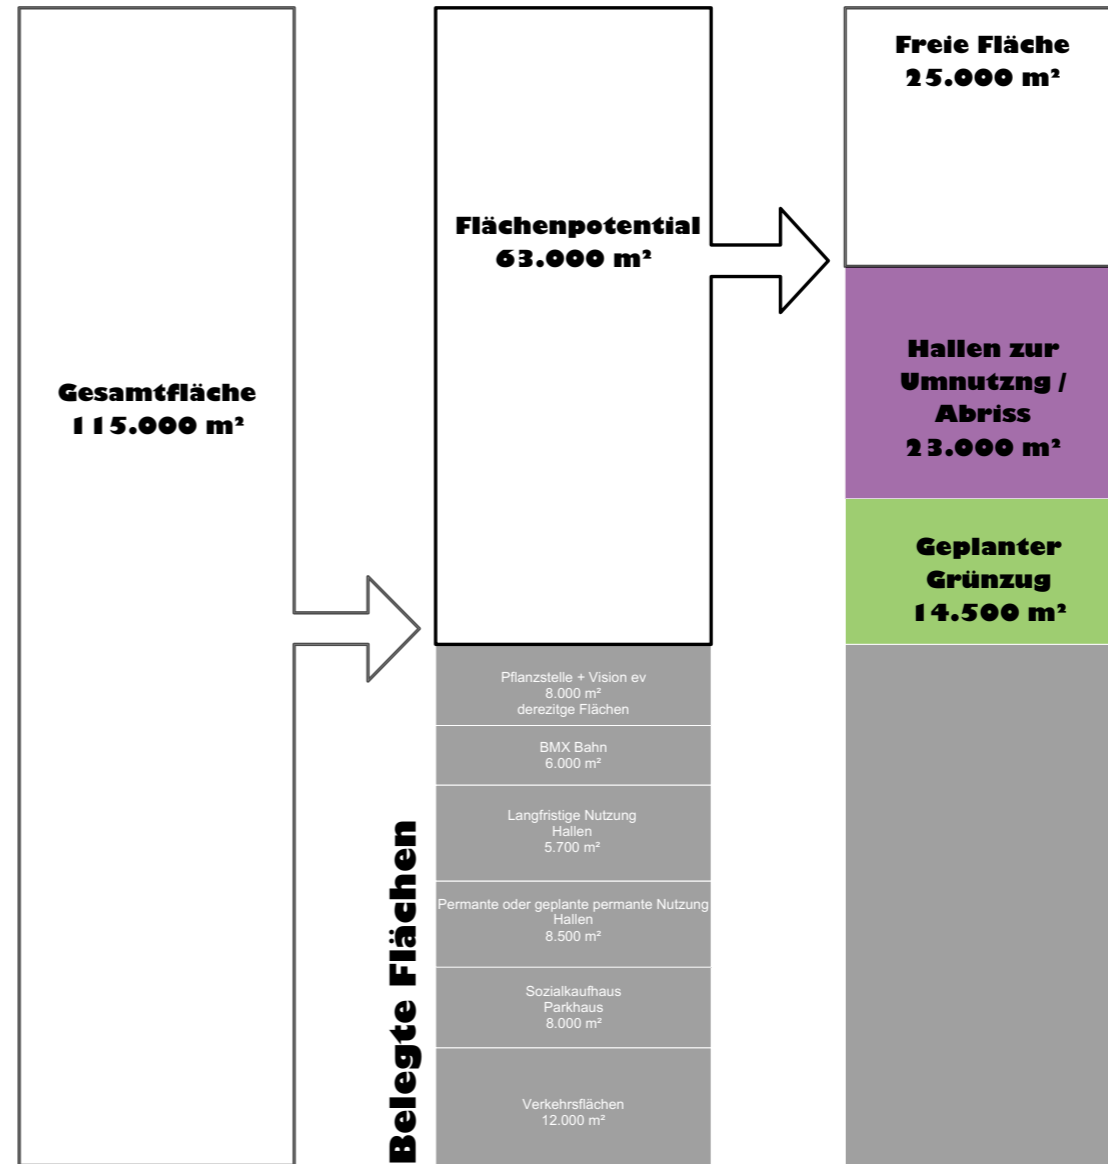 Gesamtfläche
115.000 m²
Flächenpotential
63.000 m²
Belegte Flächen
Pflanzstelle + Vision ev
8.000 m²
derezitge Flächen
BMX Bahn
6.000 m²
Langfristige Nutzung
Hallen
5.700 m²
Permante oder geplante permante Nutzung
Hallen
8.500 m²
Sozialkaufhaus
Parkhaus
8.000 m²
Verkehrsflächen
12.000 m²
Freie Fläche
25.000 m²
Hallen zur
Umnutzng /
Abriss
23.000 m²
Geplanter
Grünzug
14.500 m²